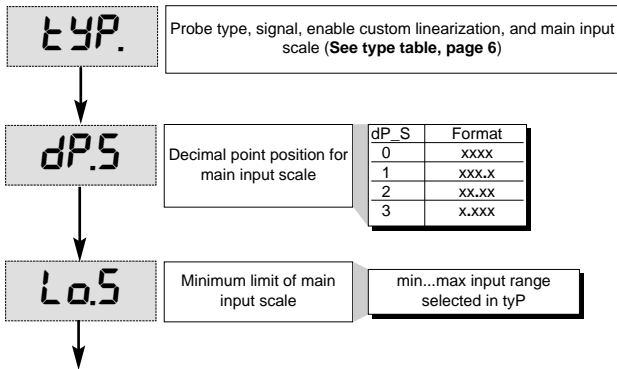 tYP.
Probe type, signal, enable custom linearization, and main input
scale (See type table, page 6)
dP.S
Decimal point position for
main input scale
dP_S Format
0 xxxx
1 xxx.x
2 xx.xx
3 x.xxx
Lo.S
Minimum limit of main
input scale
min...max input range
selected in tyP